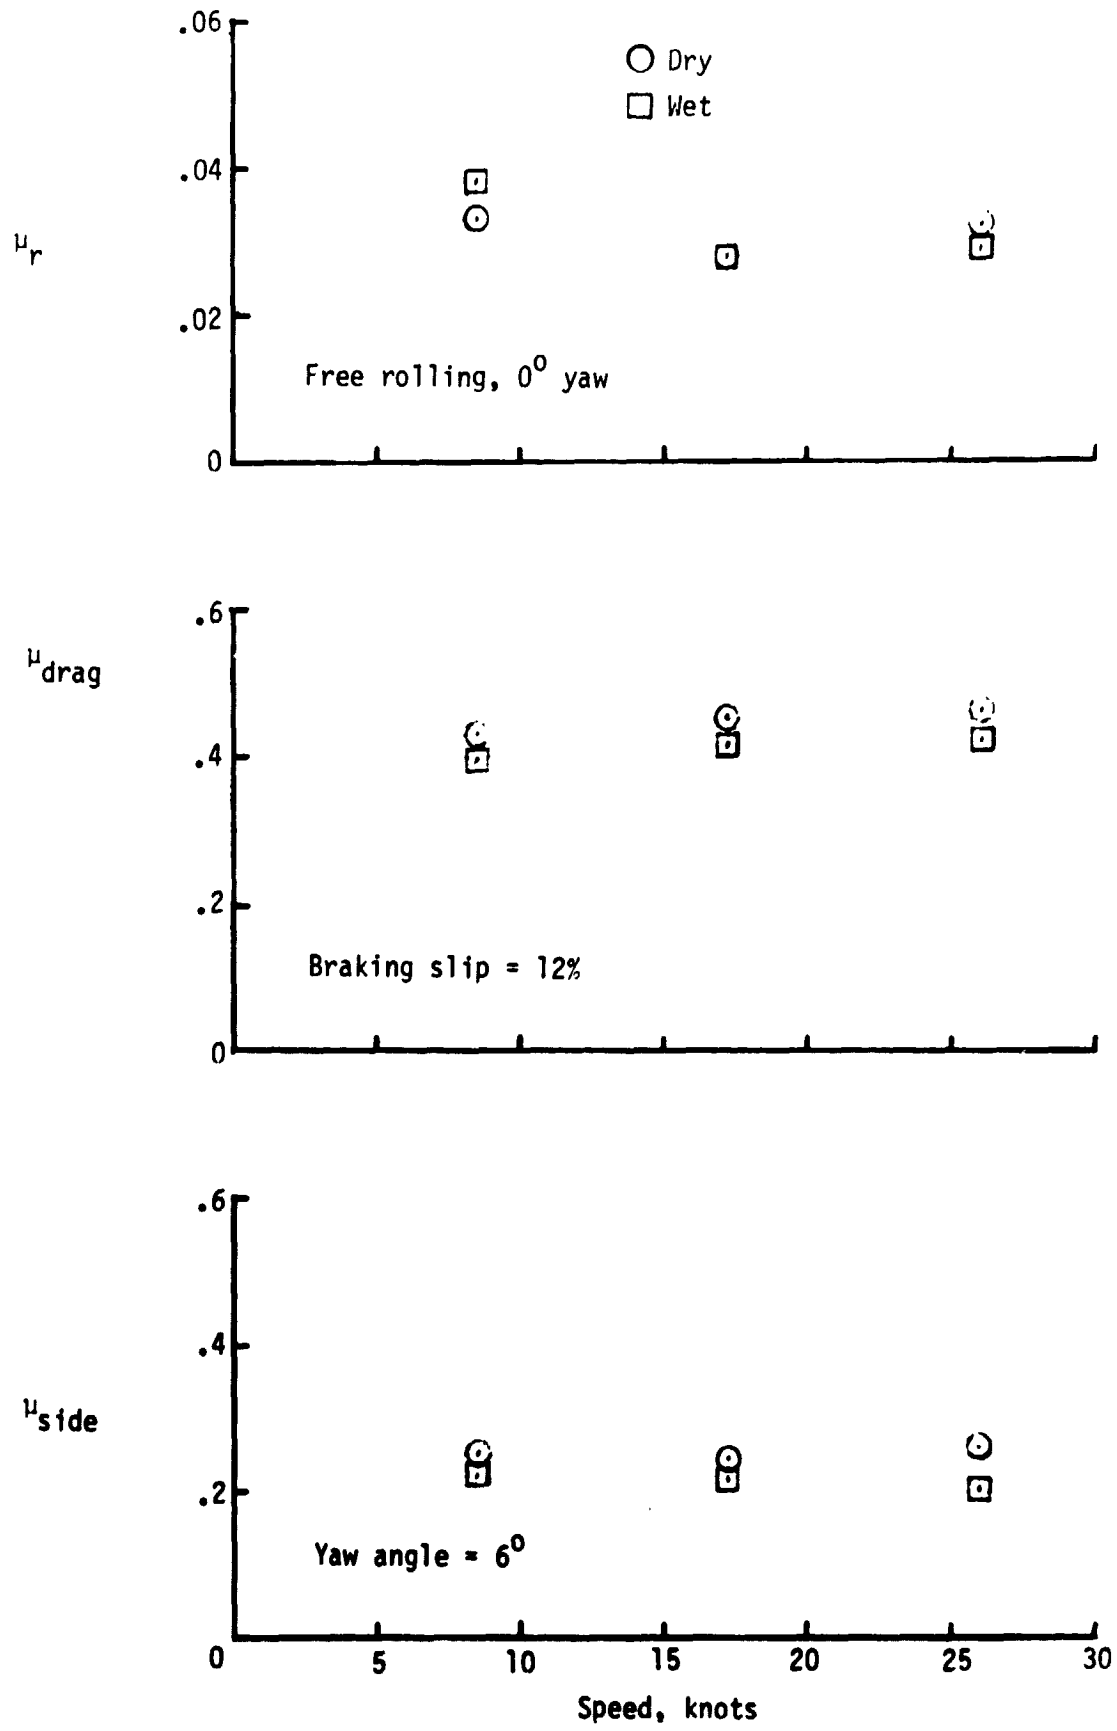 .06
Dry
Wet
.04
μr
.02
Free rolling, 0° yaw
0
.6
μdrag
.4
.2
Braking slip = 12%
0
.6
.4
μside
.2
Yaw angle = 6°
0 5 10 15 20 25 30
Speed, knots